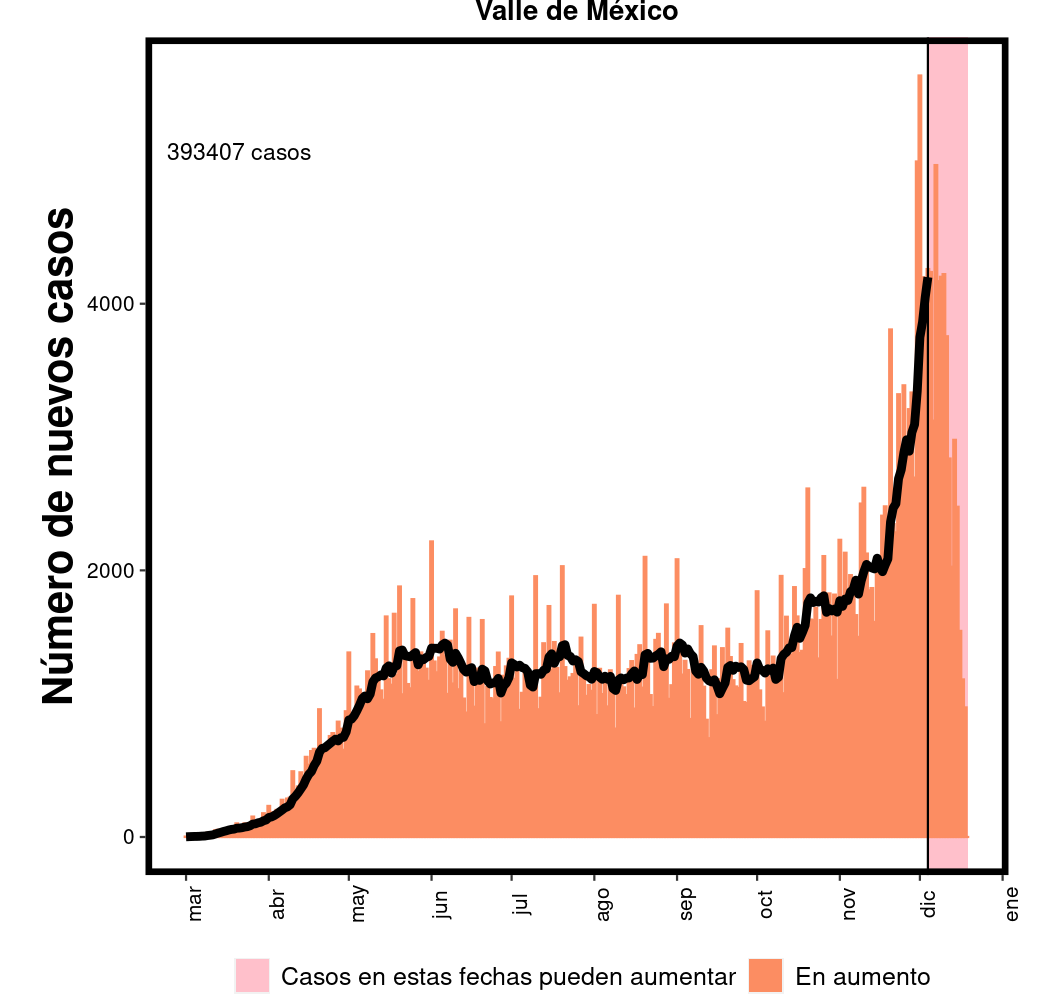 Valle de México
393407 casos
Número de nuevos casos
4000
2000
0
mar
abr
may
jun
jul
ago
sep
oct
nov
dic
ene
Casos en estas fechas pueden aumentar
En aumento